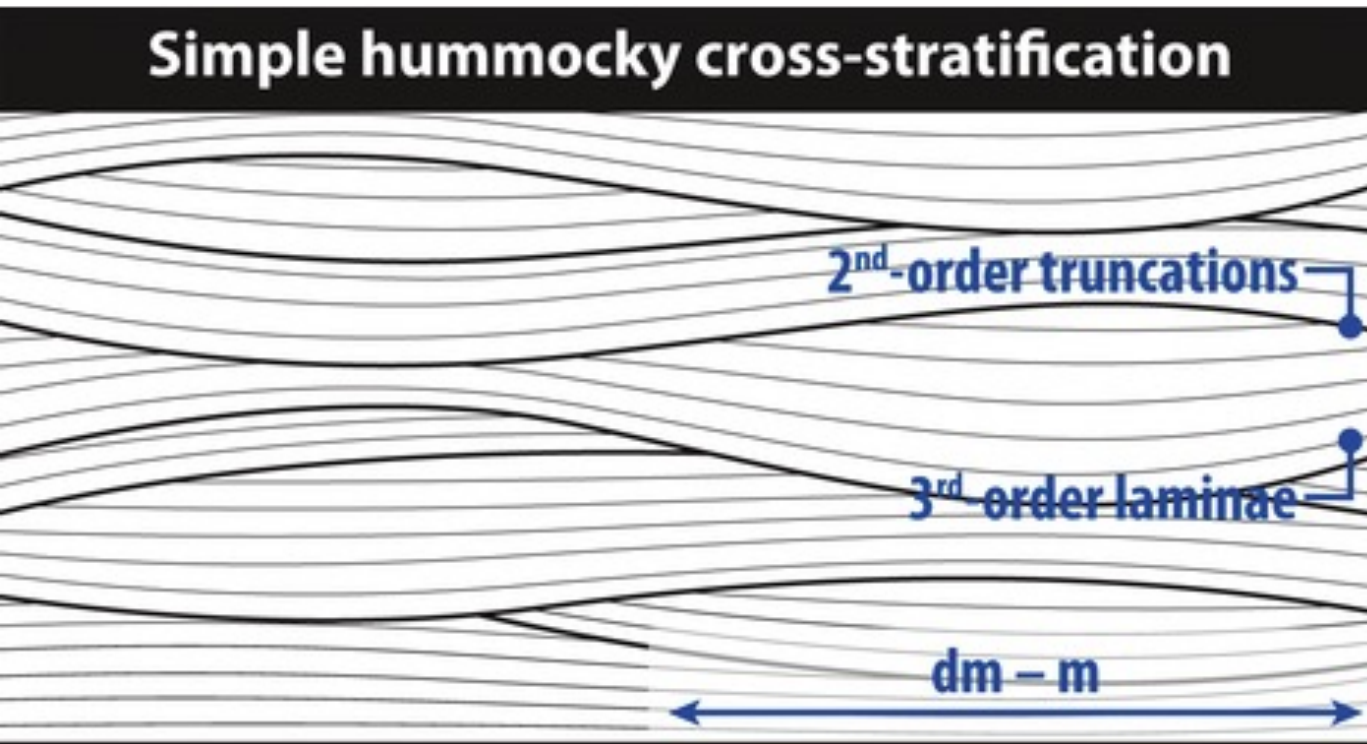 Simple hummocky cross-stratification
2nd-order truncations
3rd-order laminae
dm – m